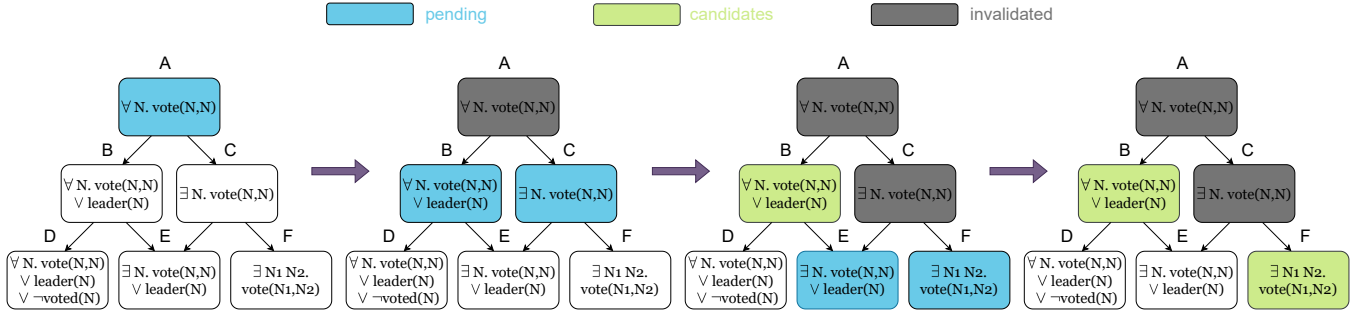 pending
candidates
invalidated
A
∀ N. vote(N,N)
B
C
∀ N. vote(N,N)
∨ leader(N)
∃ N. vote(N,N)
D
E
F
∀ N. vote(N,N)
∨ leader(N)
∨ ¬voted(N)
∃ N. vote(N,N)
∨ leader(N)
∃ N1 N2.
vote(N1,N2)
A
∀ N. vote(N,N)
B
C
∀ N. vote(N,N)
∨ leader(N)
∃ N. vote(N,N)
D
E
F
∀ N. vote(N,N)
∨ leader(N)
∨ ¬voted(N)
∃ N. vote(N,N)
∨ leader(N)
∃ N1 N2.
vote(N1,N2)
A
∀ N. vote(N,N)
B
C
∀ N. vote(N,N)
∨ leader(N)
∃ N. vote(N,N)
D
E
F
∀ N. vote(N,N)
∨ leader(N)
∨ ¬voted(N)
∃ N. vote(N,N)
∨ leader(N)
∃ N1 N2.
vote(N1,N2)
A
∀ N. vote(N,N)
B
C
∀ N. vote(N,N)
∨ leader(N)
∃ N. vote(N,N)
D
E
F
∀ N. vote(N,N)
∨ leader(N)
∨ ¬voted(N)
∃ N. vote(N,N)
∨ leader(N)
∃ N1 N2.
vote(N1,N2)